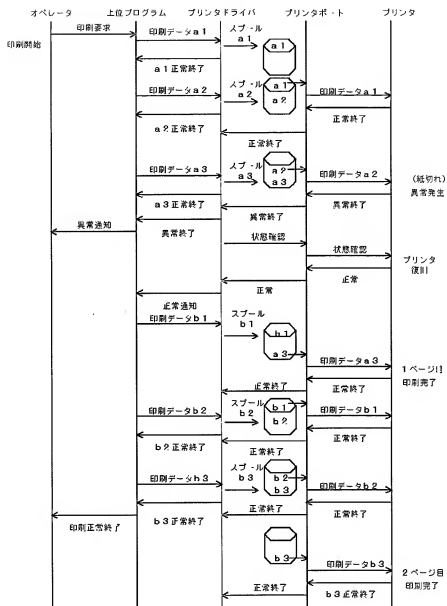 オペレータ 上位プログラム プリンタドライバ プリンタポート プリンタ
印刷開始
印刷要求
印刷データa1
スプール
a1
a1
a1正常終了
印刷データa2
スプール
a2
a1
a2
印刷データa1
a2正常終了
正常終了
正常終了
印刷データa3
スプール
a3
a2
a3
印刷データa2
(紙切れ)
異常発生
a3正常終了
異常終了
異常終了
異常通知
異常終了
状態確認
状態確認
プリンタ
復旧
正常
正常
正常通知
印刷データb1
スプール
b1
b1
a3
印刷データa3
1ページ目
印刷完了
正常終了
正常終了
印刷データb2
スプール
b2
b1
b2
印刷データb1
b2正常終了
正常終了
正常終了
印刷データb3
スプール
b3
b2
b3
印刷データb2
b3正常終了
正常終了
正常終了
印刷正常終了
b3
印刷データb3
2ページ目
印刷完了
正常終了
b3正常終了